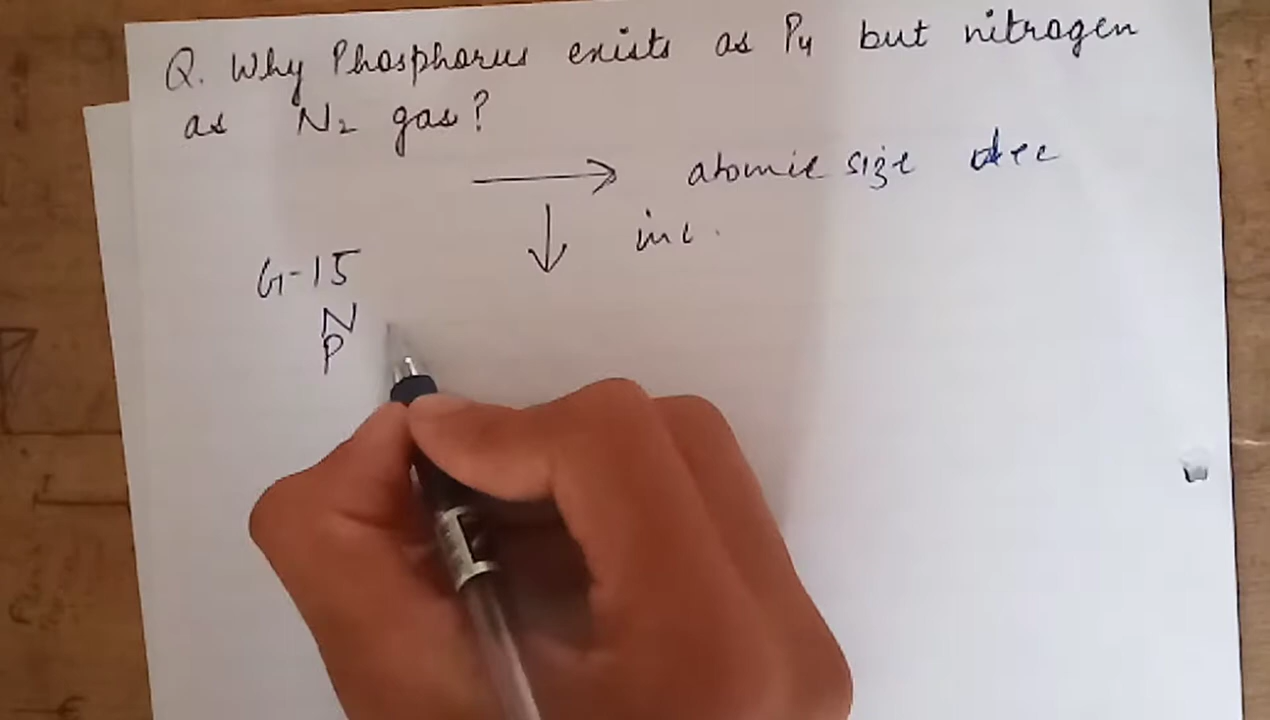 Q. Why Phosphorus exists as P4 but nitrogen
as N2 gas?
atomic size dec
inc.
G-15
N
P